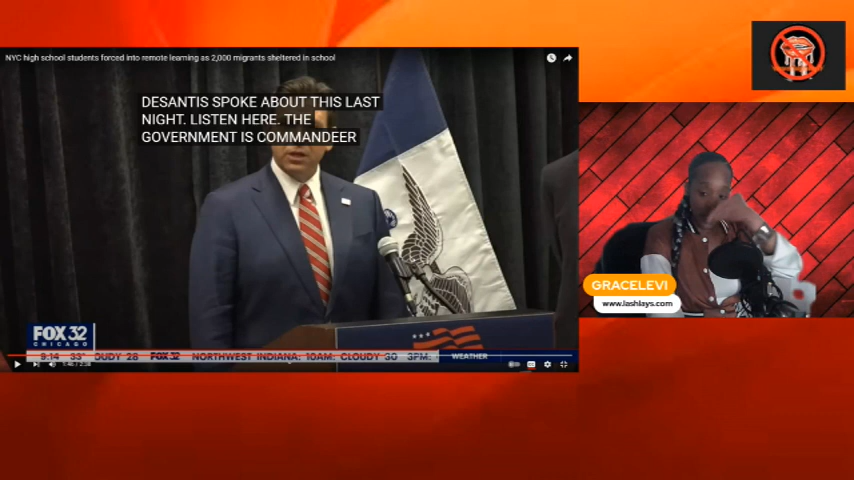 NYC high school students forced into remote learning as 2,000 migrants sheltered in school
DESANTIS SPOKE ABOUT THIS LAST
NIGHT. LISTEN HERE. THE
GOVERNMENT IS COMMANDEER
GRACELEVI
www.lashlays.com
FOX 32
CHICAGO
9:14 33° OUDY 28 FOX 32 NORTHWEST INDIANA: 10AM: CLOUDY 30 3PM: WEATHER